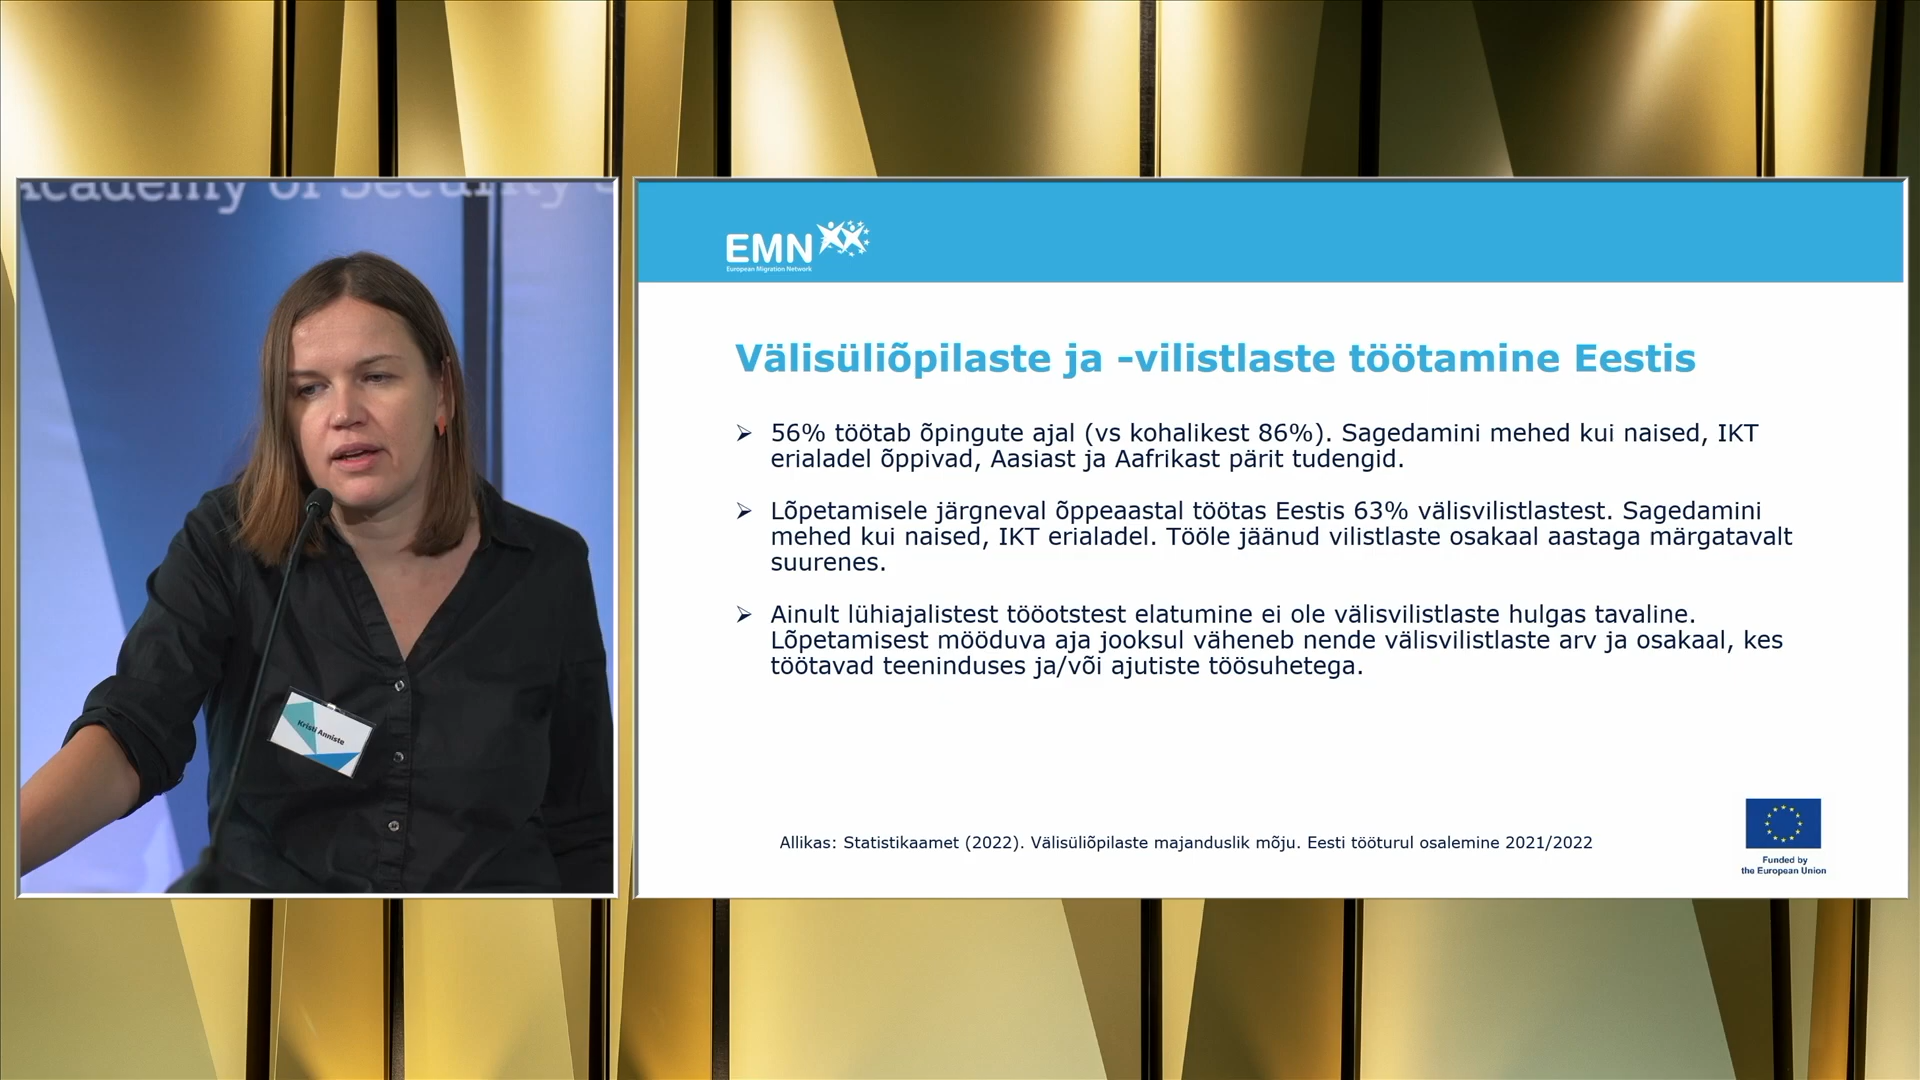 Academy of Security S
Kristi Anniste
EMN
European Migration Network
Välisüliõpilaste ja –vilistlaste töötamine Eestis
➢ 56% töötab õpingute ajal (vs kohalikest 86%). Sagedamini mehed kui naised, IKT
erialadel õppivad, Aasiast ja Aafrikast pärit tudengid.
➢ Lõpetamisele järgneval õppeaastal töötas Eestis 63% välisvilistlastest. Sagedamini
mehed kui naised, IKT erialadel. Tööle jäänud vilistlaste osakaal aastaga märgatavalt
suurenes.
➢ Ainult lühiajalistest tööotstest elatumine ei ole välisvilistlaste hulgas tavaline.
Lõpetamisest mööduva aja jooksul väheneb nende välisvilistlaste arv ja osakaal, kes
töötavad teeninduses ja/või ajutiste töösuhetega.
Allikas: Statistikaamet (2022). Välisüliõpilaste majanduslik mõju. Eesti tööturul osalemine 2021/2022
Funded by
the European Union